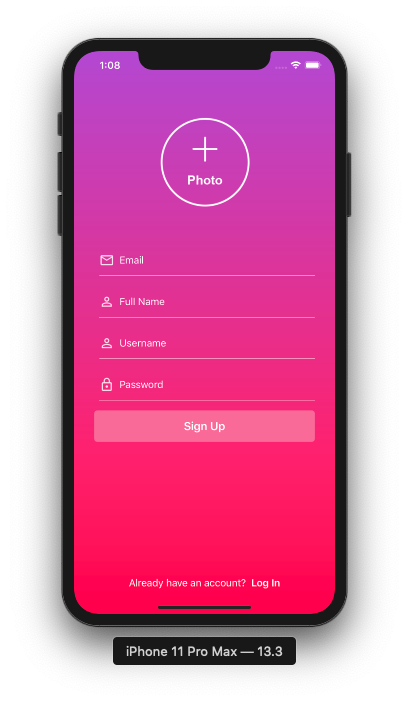 1:08
Photo
Email
Full Name
Username
Password
Sign Up
Already have an account? Log In
iPhone 11 Pro Max — 13.3